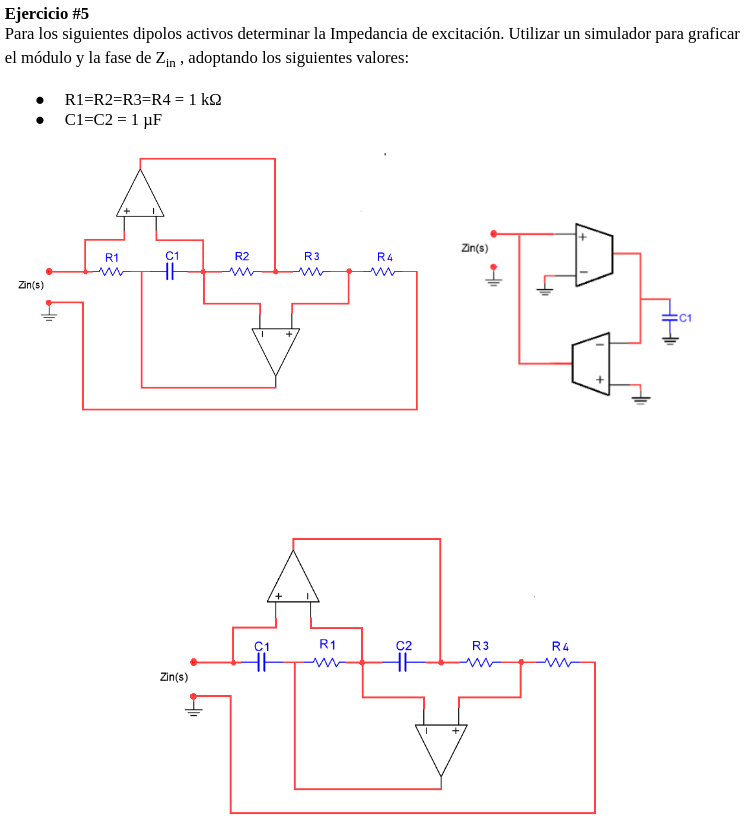 Ejercicio #5
Para los siguientes dipolos activos determinar la Impedancia de excitación. Utilizar un simulador para graficar
el módulo y la fase de Zin , adoptando los siguientes valores:
● R1=R2=R3=R4 = 1 kΩ
● C1=C2 = 1 µF
R1 C1 R2 R3 R4
Zin(s)
Zin(s)
C1
C1 R1 C2 R3 R4
Zin(s)